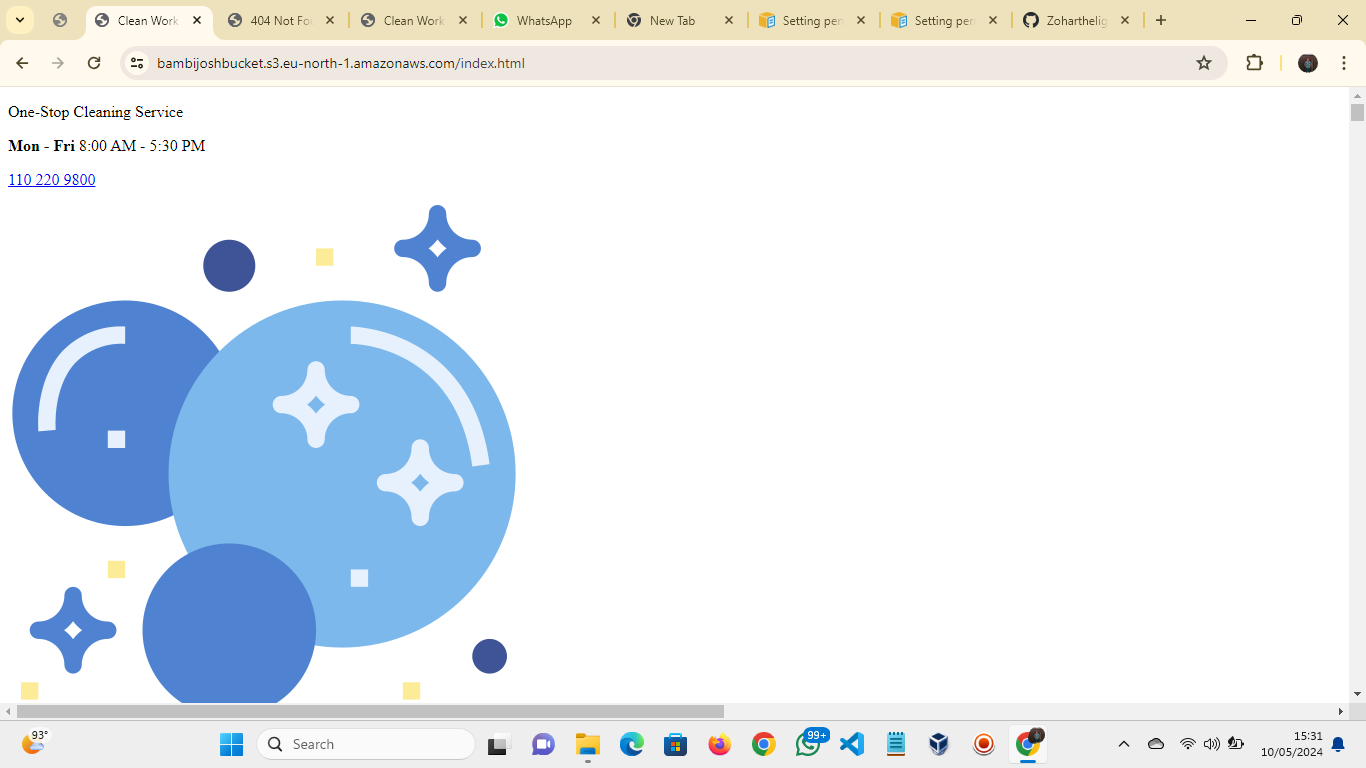 Clean Work
404 Not Fou
Clean Work
WhatsApp
New Tab
Setting per
Setting per
Zoharthelig
bambijoshbucket.s3.eu-north-1.amazonaws.com/index.html
One-Stop Cleaning Service
Mon - Fri 8:00 AM - 5:30 PM
110 220 9800
93°
Search
99+
15:31
10/05/2024